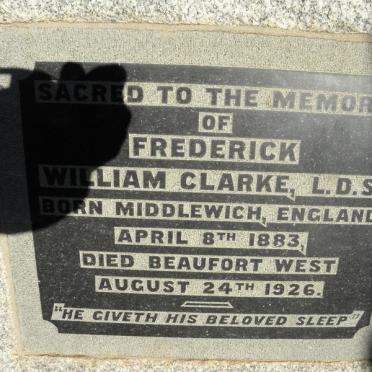 SACRED TO THE MEMOR
OF
FREDERICK
WILLIAM CLARKE, L.D.S
BORN MIDDLEWICH, ENGLAND
APRIL 8TH 1883,
DIED BEAUFORT WEST
AUGUST 24TH 1926.
"HE GIVETH HIS BELOVED SLEEP"